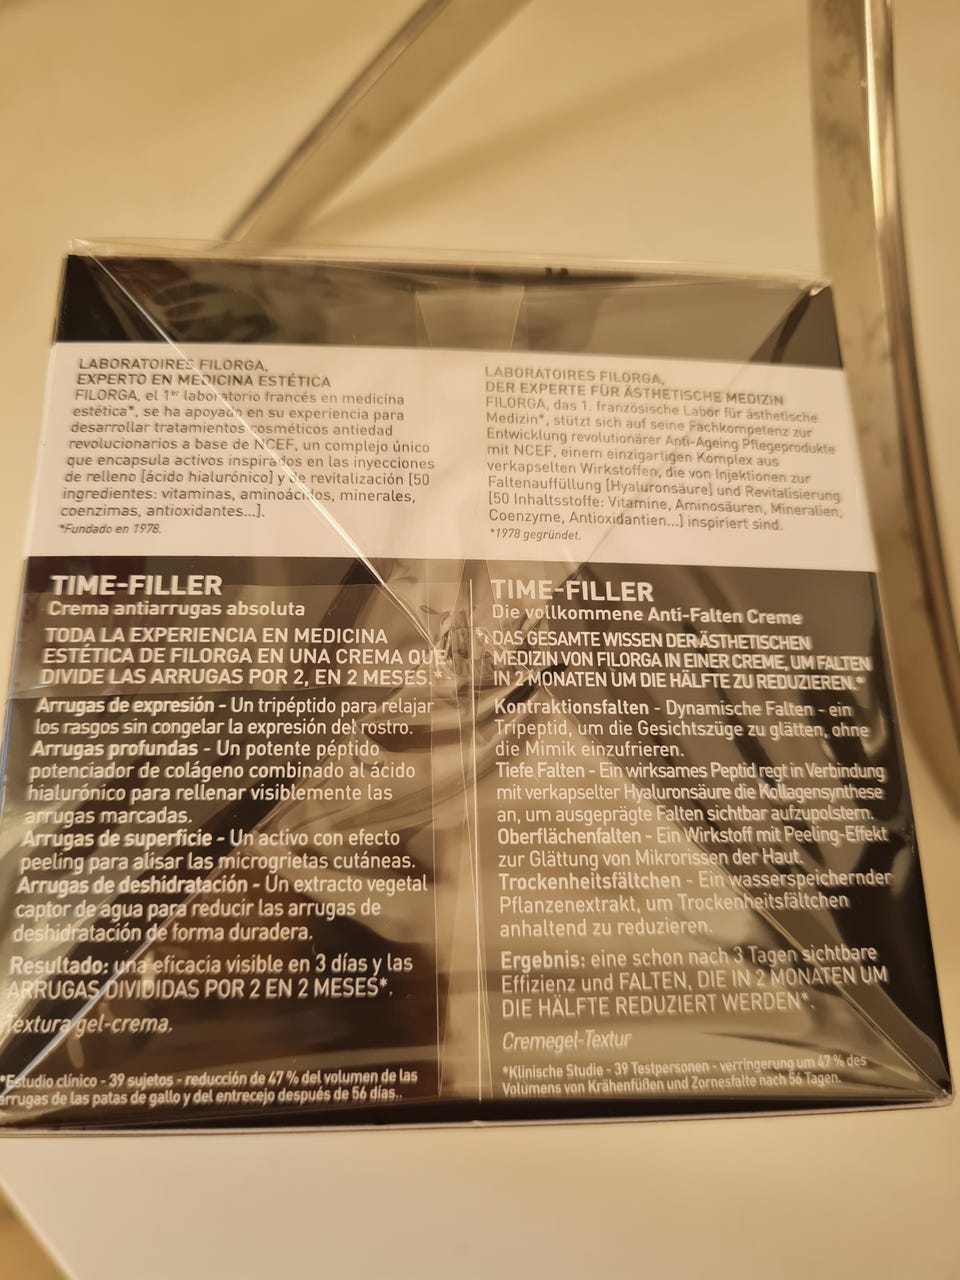 LABORATOIRES FILORGA,
EXPERTO EN MEDICINA ESTÉTICA
FILORGA, el 1er laboratorio francés en medicina
estética*, se ha apoyado en su experiencia para
desarrollar tratamientos cosméticos antiedad
revolucionarios a base de NCEF, un complejo único
que encapsula activos inspirados en las inyecciones
de relleno [ácido hialurónico] y de revitalización [50
ingredientes: vitaminas, aminoácidos, minerales,
coenzimas, antioxidantes...].
*Fundado en 1978.
TIME-FILLER
Crema antiarrugas absoluta
TODA LA EXPERIENCIA EN MEDICINA
ESTÉTICA DE FILORGA EN UNA CREMA QUE
DIVIDE LAS ARRUGAS POR 2, EN 2 MESES.*
Arrugas de expresión - Un tripéptido para relajar
los rasgos sin congelar la expresión del rostro.
Arrugas profundas - Un potente péptido
potenciador de colágeno combinado al ácido
hialurónico para rellenar visiblemente las
arrugas marcadas.
Arrugas de superficie - Un activo con efecto
peeling para alisar las microgrietas cutáneas.
Arrugas de deshidratación - Un extracto vegetal
captor de agua para reducir las arrugas de
deshidratación de forma duradera.
Resultado: una eficacia visible en 3 días y las
ARRUGAS DIVIDIDAS POR 2 EN 2 MESES*.
Textura gel-crema.
*Estudio clínico - 39 sujetos - reducción de 47 % del volumen de las
arrugas de las patas de gallo y del entrecejo después de 56 días..
LABORATOIRES FILORGA,
DER EXPERTE FÜR ÄSTHETISCHE MEDIZIN
FILORGA, das 1. französische Labor für ästhetische
Medizin*, stützt sich auf seine Fachkompetenz zur
Entwicklung revolutionärer Anti-Ageing Pflegeprodukte
mit NCEF, einem einzigartigen Komplex aus
verkapselten Wirkstoffen, die von Injektionen zur
Faltenauffüllung [Hyaluronsäure] und Revitalisierung
[50 Inhaltsstoffe: Vitamine, Aminosäuren, Mineralien,
Coenzyme, Antioxidantien...] inspiriert sind.
*1978 gegründet.
TIME-FILLER
Die vollkommene Anti-Falten Creme
DAS GESAMTE WISSEN DER ÄSTHETISCHEN
MEDIZIN VON FILORGA IN EINER CREME, UM FALTEN
IN 2 MONATEN UM DIE HÄLFTE ZU REDUZIEREN.*
Kontraktionsfalten - Dynamische Falten - ein
Tripeptid, um die Gesichtszüge zu glätten, ohne
die Mimik einzufrieren.
Tiefe Falten - Ein wirksames Peptid regt in Verbindung
mit verkapselter Hyaluronsäure die Kollagensynthese
an, um ausgeprägte Falten sichtbar aufzupolstern.
Oberflächenfalten - Ein Wirkstoff mit Peeling-Effekt
zur Glättung von Mikrorissen der Haut.
Trockenheitsfältchen - Ein wasserspeichernder
Pflanzenextrakt, um Trockenheitsfältchen
anhaltend zu reduzieren.
Ergebnis: eine schon nach 3 Tagen sichtbare
Effizienz und FALTEN, DIE IN 2 MONATEN UM
DIE HÄLFTE REDUZIERT WERDEN*.
Cremegel-Textur
*Klinische Studie - 39 Testpersonen - verringerung um 47 % des
Volumens von Krähenfüßen und Zornesfalte nach 56 Tagen.